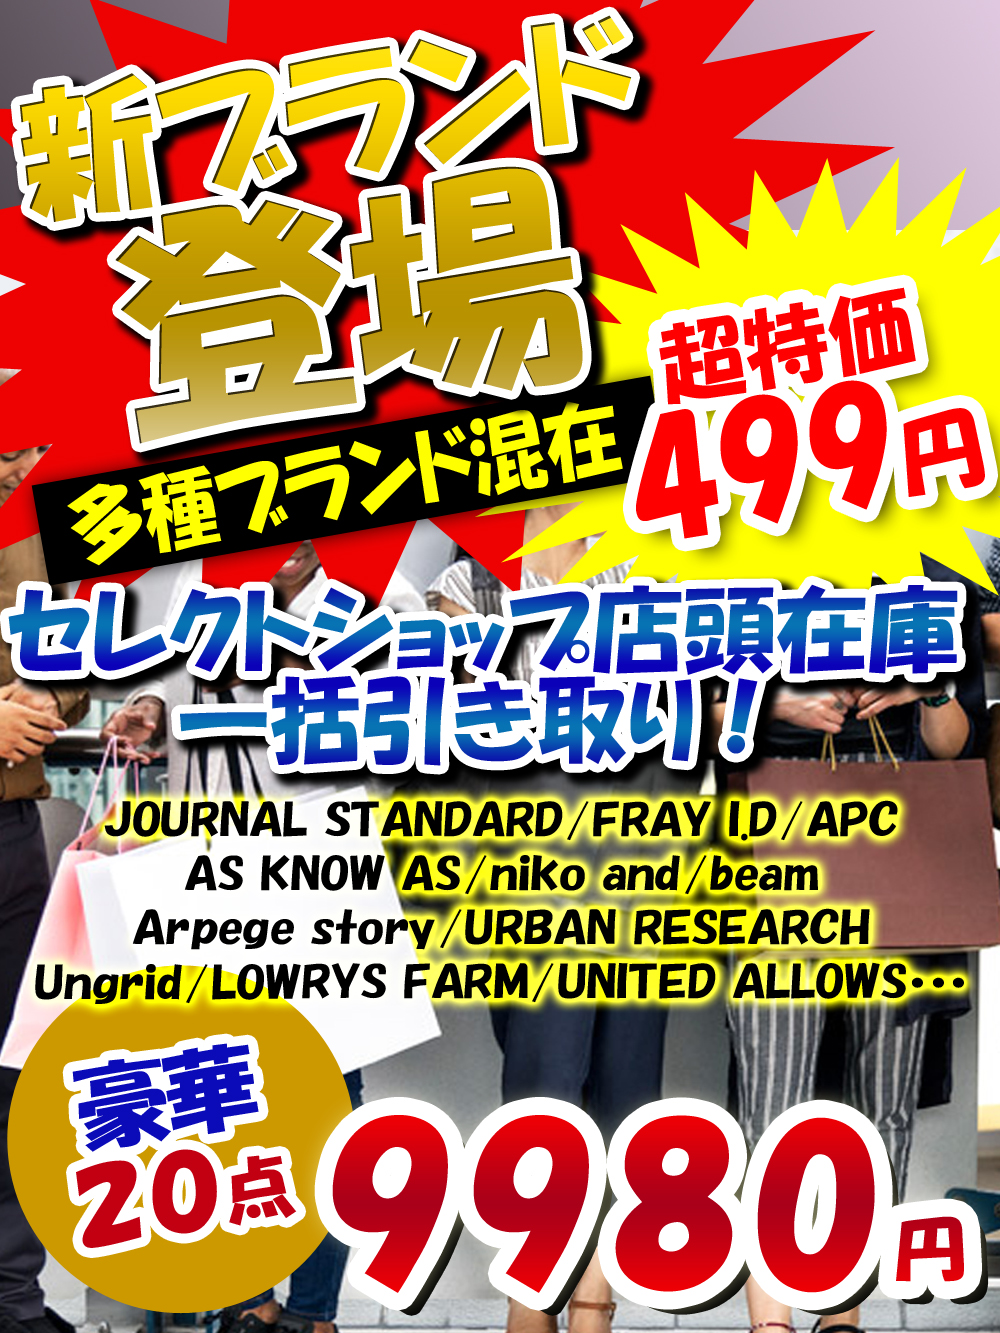 新ブランド
登場
超特価
499円
多種ブランド混在
セレクトショップ店頭在庫
一括引き取り！
JOURNAL STANDARD/FRAY I.D/APC
AS KNOW AS/niko and/beam
Arpege story/URBAN RESEARCH
Ungrid/LOWRYS FARM/UNITED ALLOWS・・・
豪華
20点
9980円